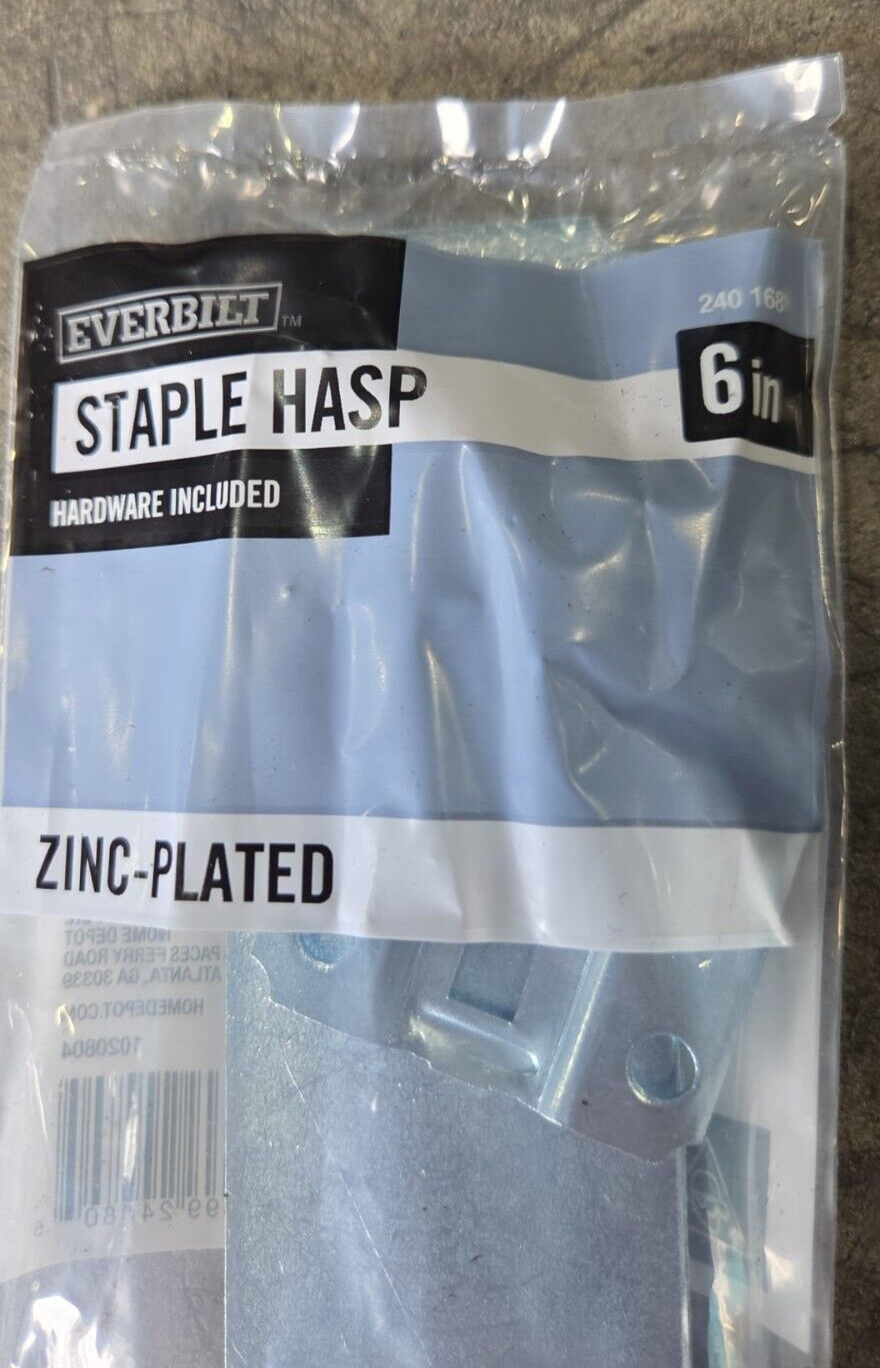 EVERBILT™
240 168
STAPLE HASP
6 in
HARDWARE INCLUDED
ZINC-PLATED
HOME DEPOT
PACES FERRY ROAD
ATLANTA, GA 30339
HOMEDEPOT.COM
1020804